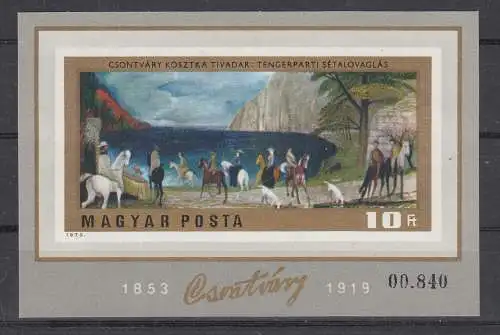 CSONTVÁRY KOSZTKA TIVADAR: TENGERPARTI SÉTALOVAGLÁS
MAGYAR POSTA 10 Ft
1973.
1853 Csontváry 1919 00.840